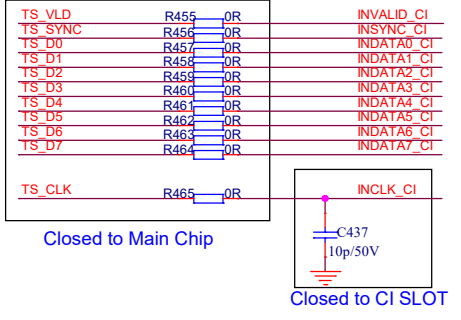 TS_VLD R455 0R INVALID_CI
TS_SYNC R456 0R INSYNC_CI
TS_D0 R457 0R INDATA0_CI
TS_D1 R458 0R INDATA1_CI
TS_D2 R459 0R INDATA2_CI
TS_D3 R460 0R INDATA3_CI
TS_D4 R461 0R INDATA4_CI
TS_D5 R462 0R INDATA5_CI
TS_D6 R463 0R INDATA6_CI
TS_D7 R464 0R INDATA7_CI
TS_CLK R465 0R INCLK_CI
C437
10p/50V
Closed to Main Chip
Closed to CI SLOT